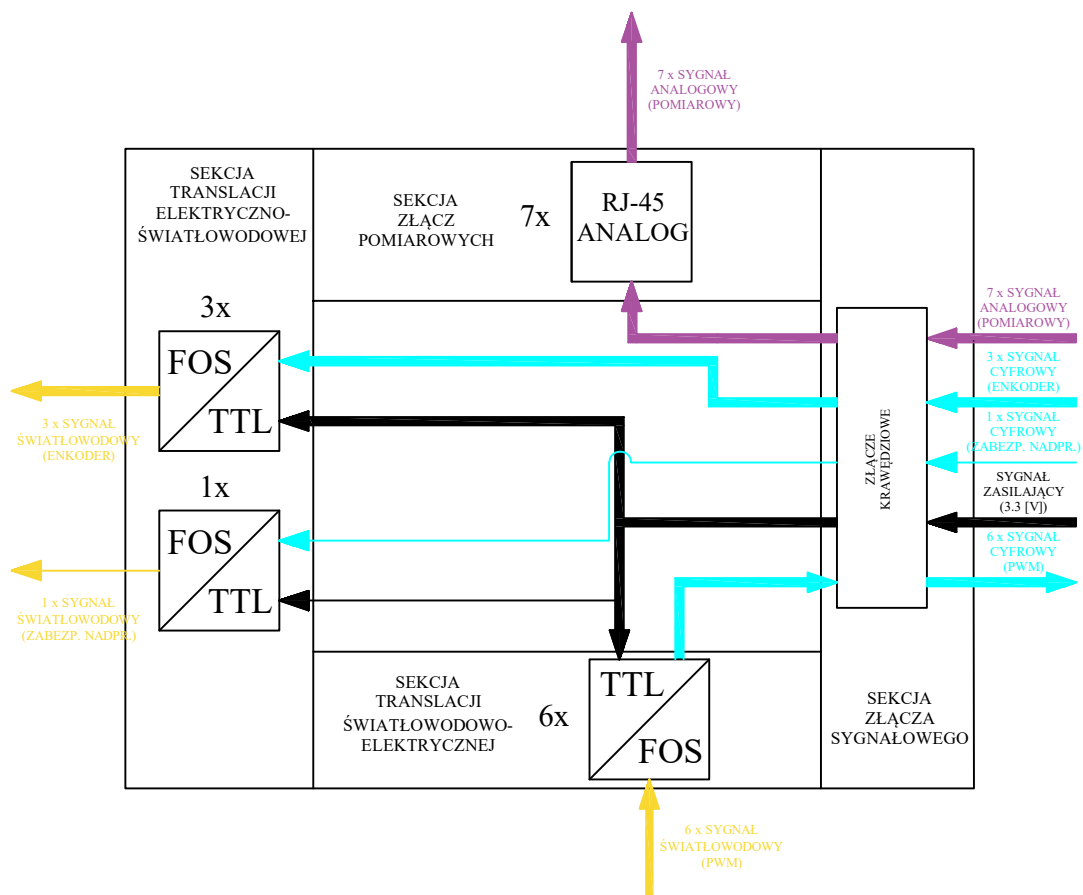 7 x SYGNAŁ
ANALOGOWY
(POMIAROWY)
SEKCJA
TRANSLACJI
ELEKTRYCZNO-
ŚWIATŁOWODOWEJ
SEKCJA
ZŁĄCZ
POMIAROWYCH
7x
RJ-45
ANALOG
3x
FOS
TTL
3 x SYGNAŁ
ŚWIATŁOWODOWY
(ENKODER)
1x
FOS
TTL
1 x SYGNAŁ
ŚWIATŁOWODOWY
(ZABEZP. NADPR.)
ZŁĄCZE
KRAWĘDZIOWE
7 x SYGNAŁ
ANALOGOWY
(POMIAROWY)
3 x SYGNAŁ
CYFROWY
(ENKODER)
1 x SYGNAŁ
CYFROWY
(ZABEZP. NADPR.)
SYGNAŁ
ZASILAJĄCY
(3.3 [V])
6 x SYGNAŁ
CYFROWY
(PWM)
SEKCJA
TRANSLACJI
ŚWIATŁOWODOWO-
ELEKTRYCZNEJ
6x
TTL
FOS
SEKCJA
ZŁĄCZA
SYGNAŁOWEGO
6 x SYGNAŁ
ŚWIATŁOWODOWY
(PWM)